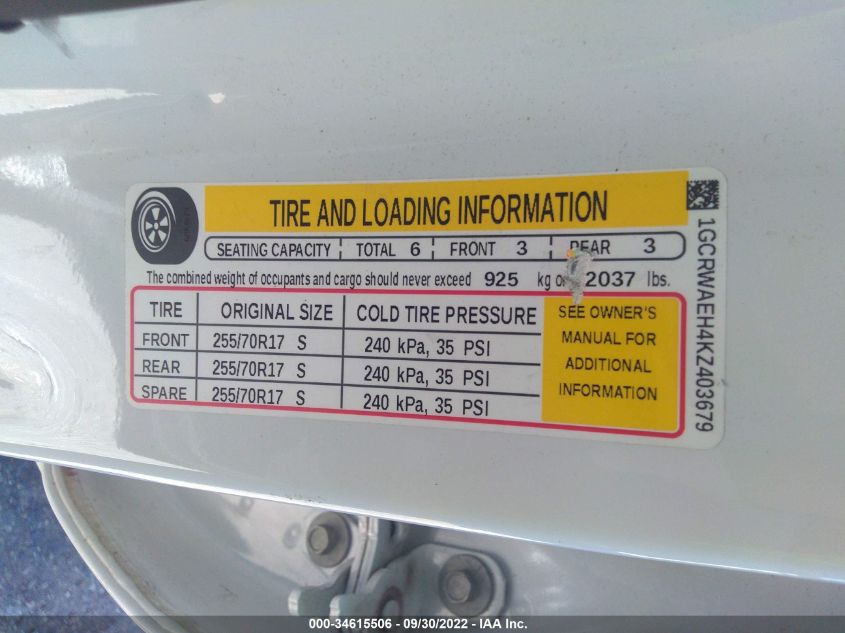 TIRE AND LOADING INFORMATION
SEATING CAPACITY TOTAL 6 FRONT 3 REAR 3
The combined weight of occupants and cargo should never exceed 925 kg or 2037 lbs.
TIRE ORIGINAL SIZE COLD TIRE PRESSURE
FRONT 255/70R17 S 240 kPa, 35 PSI
REAR 255/70R17 S 240 kPa, 35 PSI
SPARE 255/70R17 S 240 kPa, 35 PSI
SEE OWNER'S
MANUAL FOR
ADDITIONAL
INFORMATION
1GCRWAEH4KZ403679
000-34615506 - 09/30/2022 - IAA Inc.